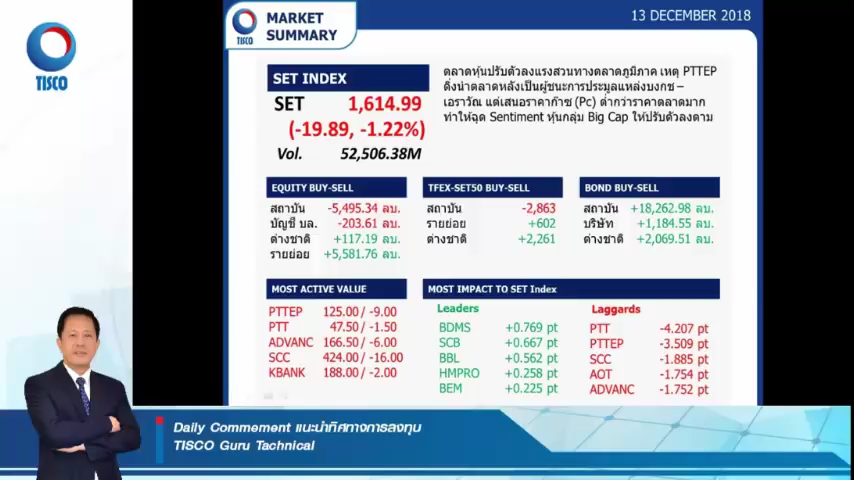 TISCO
TISCO
MARKET
SUMMARY
13 DECEMBER 2018
SET INDEX
SET 1,614.99
(-19.89, -1.22%)
Vol. 52,506.38M
ตลาดหุ้นปรับตัวลงแรงสวนทางตลาดภูมิภาค เหตุ PTTEP
ดิ่งนำตลาดหลังเป็นผู้ชนะการประมูลแหล่งบงกช –
เอราวัณ แต่เสนอราคาก๊าซ (Pc) ต่ำกว่าราคาตลาดมาก
ทำให้ฉุด Sentiment หุ้นกลุ่ม Big Cap ให้ปรับตัวลงตาม
EQUITY BUY-SELL
สถาบัน -5,495.34 ลบ.
บัญชี บล. -203.61 ลบ.
ต่างชาติ +117.19 ลบ.
รายย่อย +5,581.76 ลบ.
TFEX-SET50 BUY-SELL
สถาบัน -2,863
รายย่อย +602
ต่างชาติ +2,261
BOND BUY-SELL
สถาบัน +18,262.98 ลบ.
บริษัท +1,184.55 ลบ.
ต่างชาติ +2,069.51 ลบ.
MOST ACTIVE VALUE
PTTEP 125.00 / -9.00
PTT 47.50 / -1.50
ADVANC 166.50 / -6.00
SCC 424.00 / -16.00
KBANK 188.00 / -2.00
MOST IMPACT TO SET Index
Leaders
BDMS +0.769 pt
SCB +0.667 pt
BBL +0.562 pt
HMPRO +0.258 pt
BEM +0.225 pt
Laggards
PTT -4.207 pt
PTTEP -3.509 pt
SCC -1.885 pt
AOT -1.754 pt
ADVANC -1.752 pt
Daily Commement แนะนำทิศทางการลงทุน
TISCO Guru Tachnical